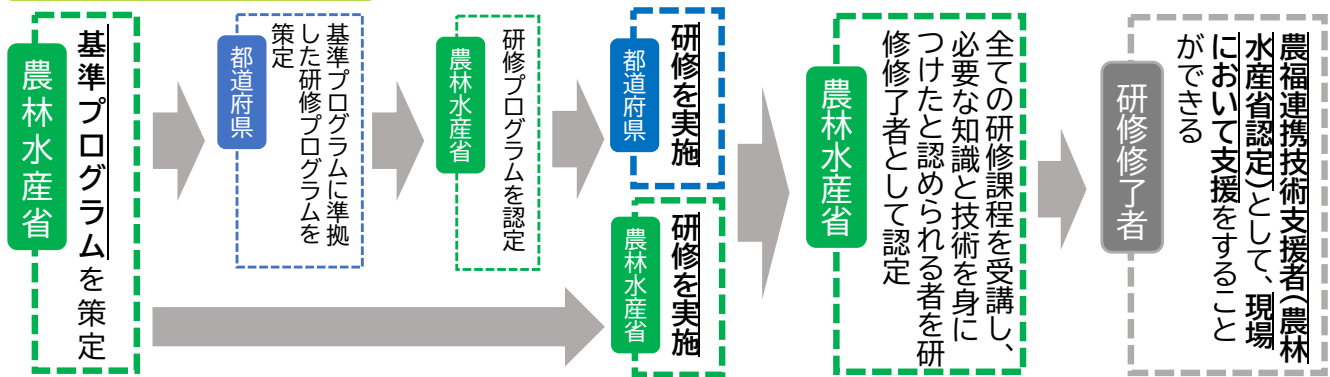 農林水産省
基準プログラムを策定
都道府県
基準プログラムに準拠
した研修プログラムを
策定
農林水産省
研修プログラムを認定
都道府県
研修を実施
農林水産省
研修を実施
農林水産省
全ての研修課程を受講し、
必要な知識と技術を身に
つけたと認められる者を研
修修了者として認定
研修修了者
農福連携技術支援者(農林
水産省認定)として、現場
において支援をすること
ができる